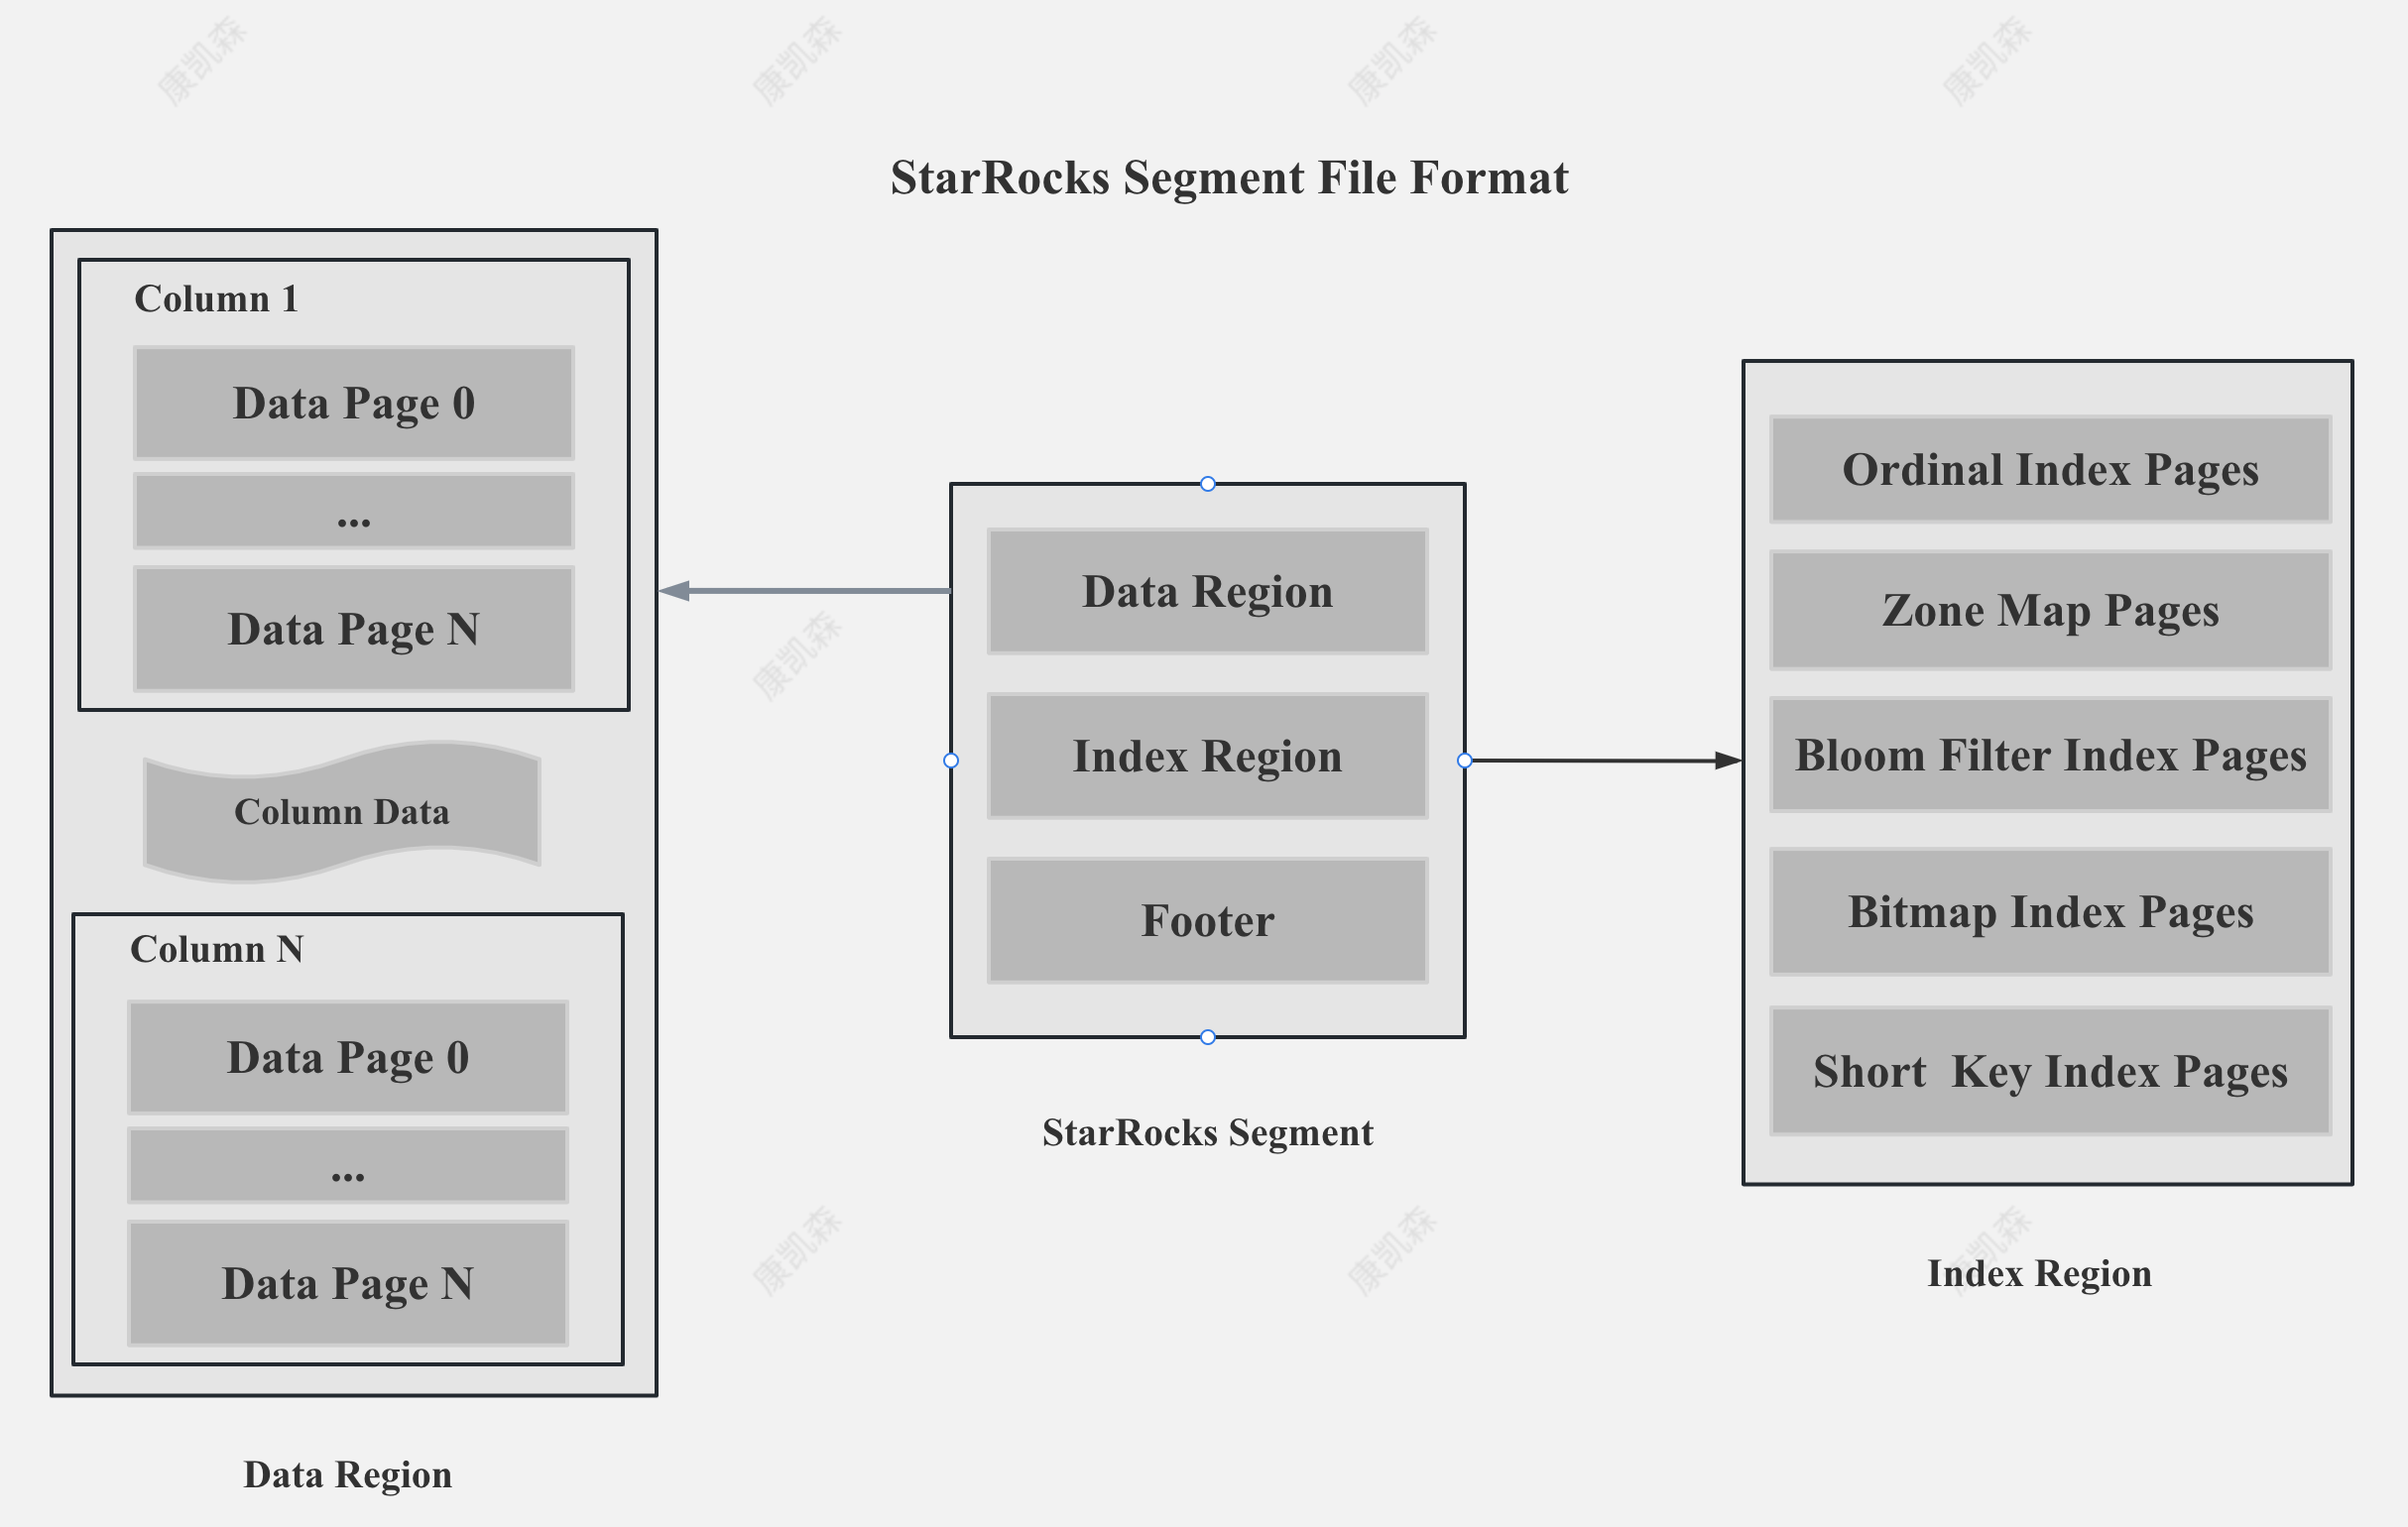 康凯森
康凯森
康凯森
康凯森
StarRocks Segment File Format
Column 1
Data Page 0
...
Data Page N
Column Data
Column N
Data Page 0
...
Data Page N
Data Region
康凯森
Data Region
Index Region
Footer
StarRocks Segment
康凯森
康凯森
Ordinal Index Pages
Zone Map Pages
Bloom Filter Index Pages
Bitmap Index Pages
Short  Key Index Pages
康凯森
Index Region